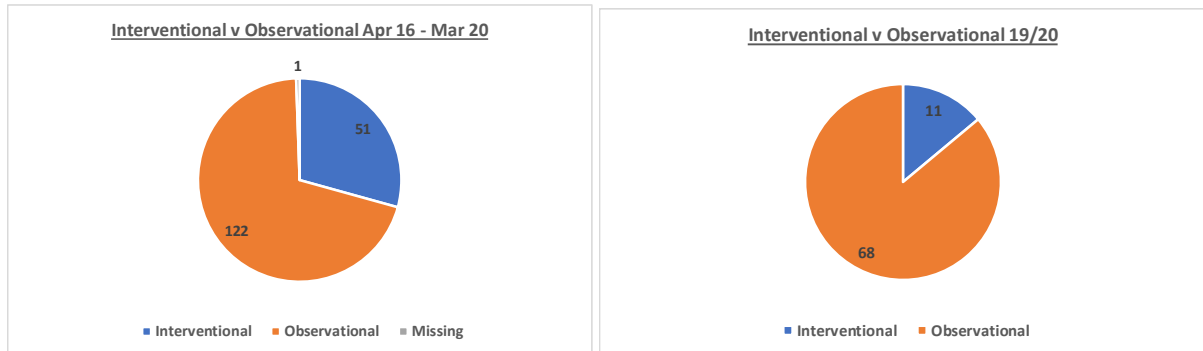 Interventional v Observational Apr 16 - Mar 20
1
51
122
Interventional Observational Missing
Interventional v Observational 19/20
11
68
Interventional Observational